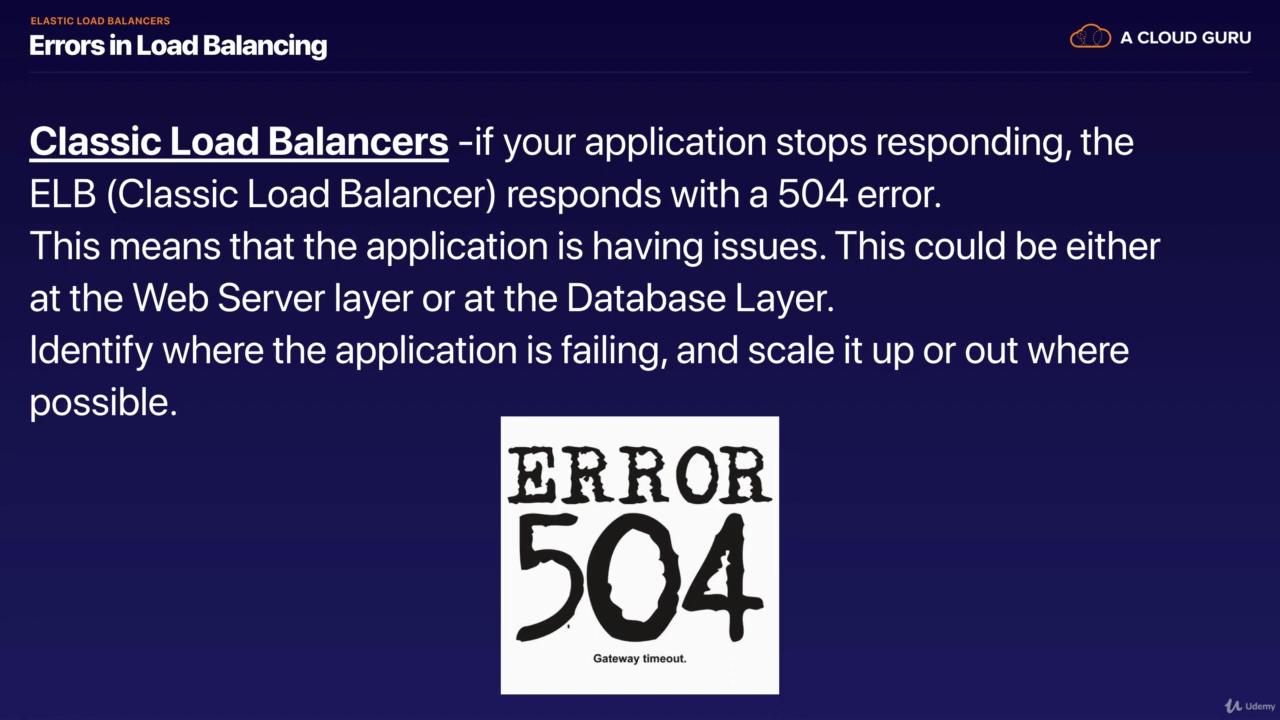 ELASTIC LOAD BALANCERS
Errors in Load Balancing
A CLOUD GURU
Classic Load Balancers -if your application stops responding, the
ELB (Classic Load Balancer) responds with a 504 error.
This means that the application is having issues. This could be either
at the Web Server layer or at the Database Layer.
Identify where the application is failing, and scale it up or out where
possible.
ERROR
504
Gateway timeout.
Udemy